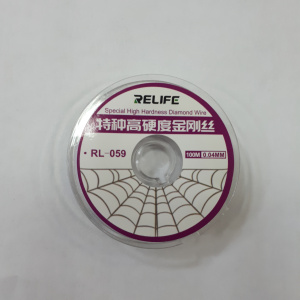 RELIFE
Special High Hardness Diamond Wire
特种高硬度金刚丝
• RL-059
100M 0.04MM